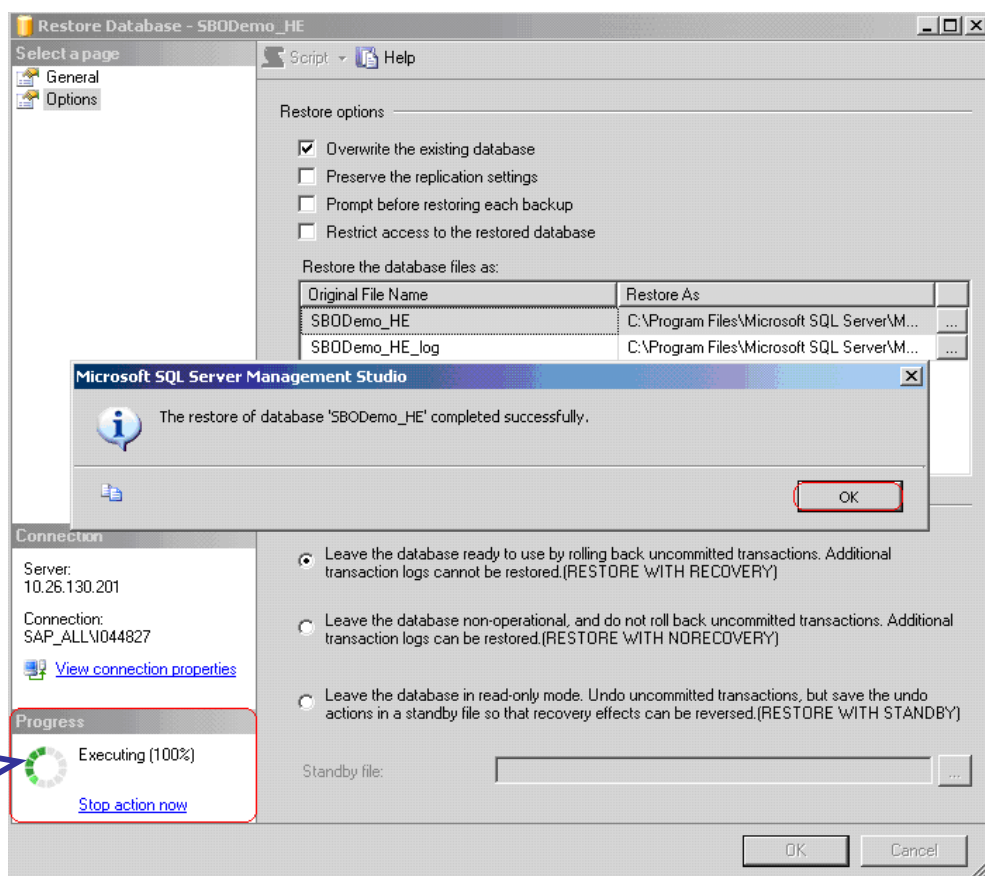 Restore Database - SBODemo_HE
Select a page
General
Options
Script
Help
Restore options
Overwrite the existing database
Preserve the replication settings
Prompt before restoring each backup
Restrict access to the restored database
Restore the database files as:
Original File Name Restore As
SBODemo_HE C:\Program Files\Microsoft SQL Server\M... ...
SBODemo_HE_log C:\Program Files\Microsoft SQL Server\M... ...
Microsoft SQL Server Management Studio
The restore of database 'SBODemo_HE' completed successfully.
OK
Connection
Server:
10.26.130.201
Connection:
SAP_ALL\I044827
View connection properties
Progress
Executing (100%)
Stop action now
Leave the database ready to use by rolling back uncommitted transactions. Additional
transaction logs cannot be restored.(RESTORE WITH RECOVERY)
Leave the database non-operational, and do not roll back uncommitted transactions. Additional
transaction logs can be restored.(RESTORE WITH NORECOVERY)
Leave the database in read-only mode. Undo uncommitted transactions, but save the undo
actions in a standby file so that recovery effects can be reversed.(RESTORE WITH STANDBY)
Standby file:
...
OK
Cancel